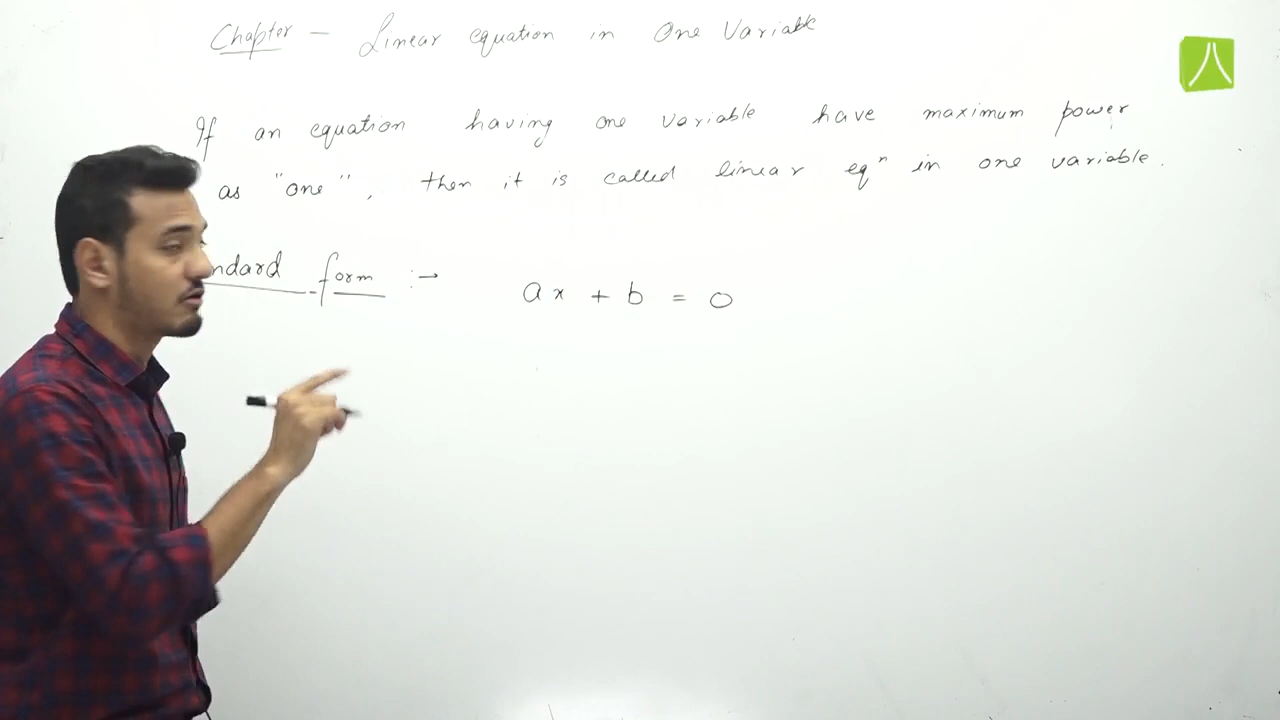 Chapter – Linear equation in One Variable
If an equation having one variable have maximum power
as "one", then it is called linear eqⁿ in one variable.
ndard form :→ ax + b = 0